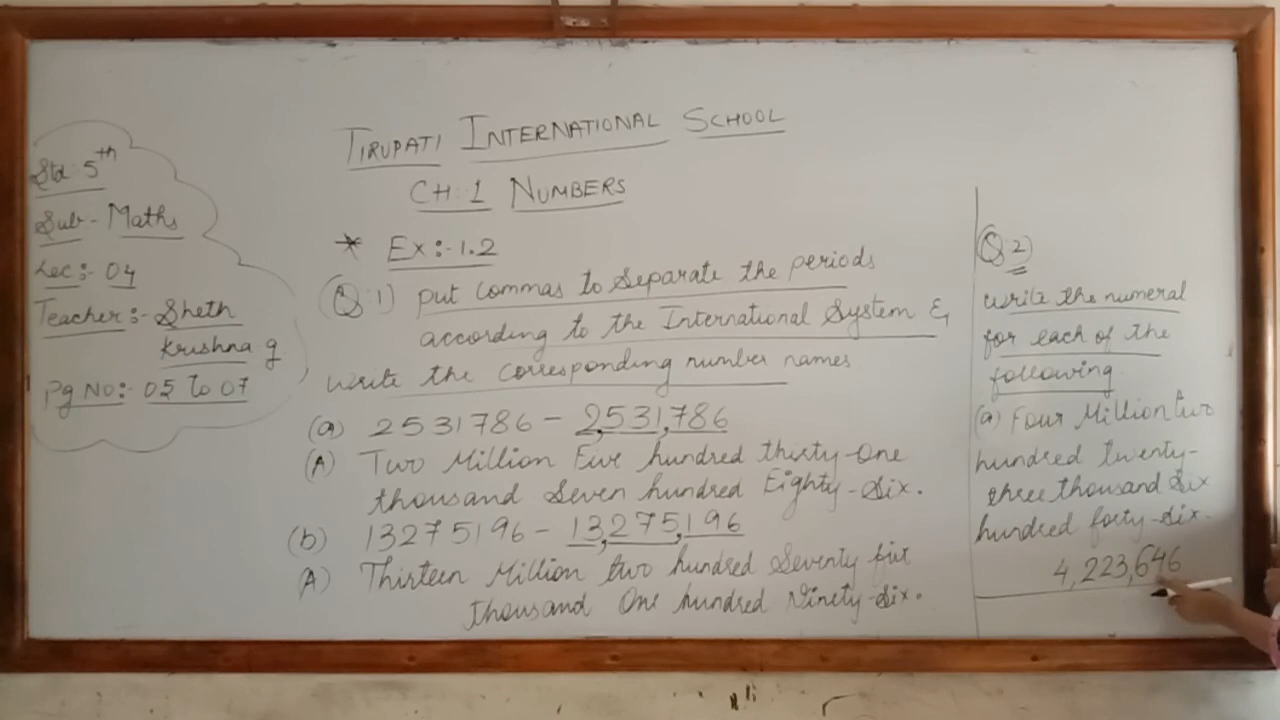 TIRUPATI INTERNATIONAL SCHOOL
CH:1 NUMBERS
Std: 5th
Sub- Maths
Lec:- 04
Teacher:- Sheth
Krushna g
Pg No:- 05 to 07
* Ex:-1.2
Q:1) put commas to separate the periods
according to the International System &
write the corresponding number names
(a) 2531786 - 2,531,786
(A) Two Million Five hundred thirty-One
thousand Seven hundred Eighty-Six.
(b) 13275196 - 13,275,196
(A) Thirteen Million two hundred Seventy five
thousand One hundred Ninety-Six.
Q 2)
write the numeral
for each of the
following
(a) Four Million two
hundred twenty-
three thousand Six
hundred forty-six.
4,223,646